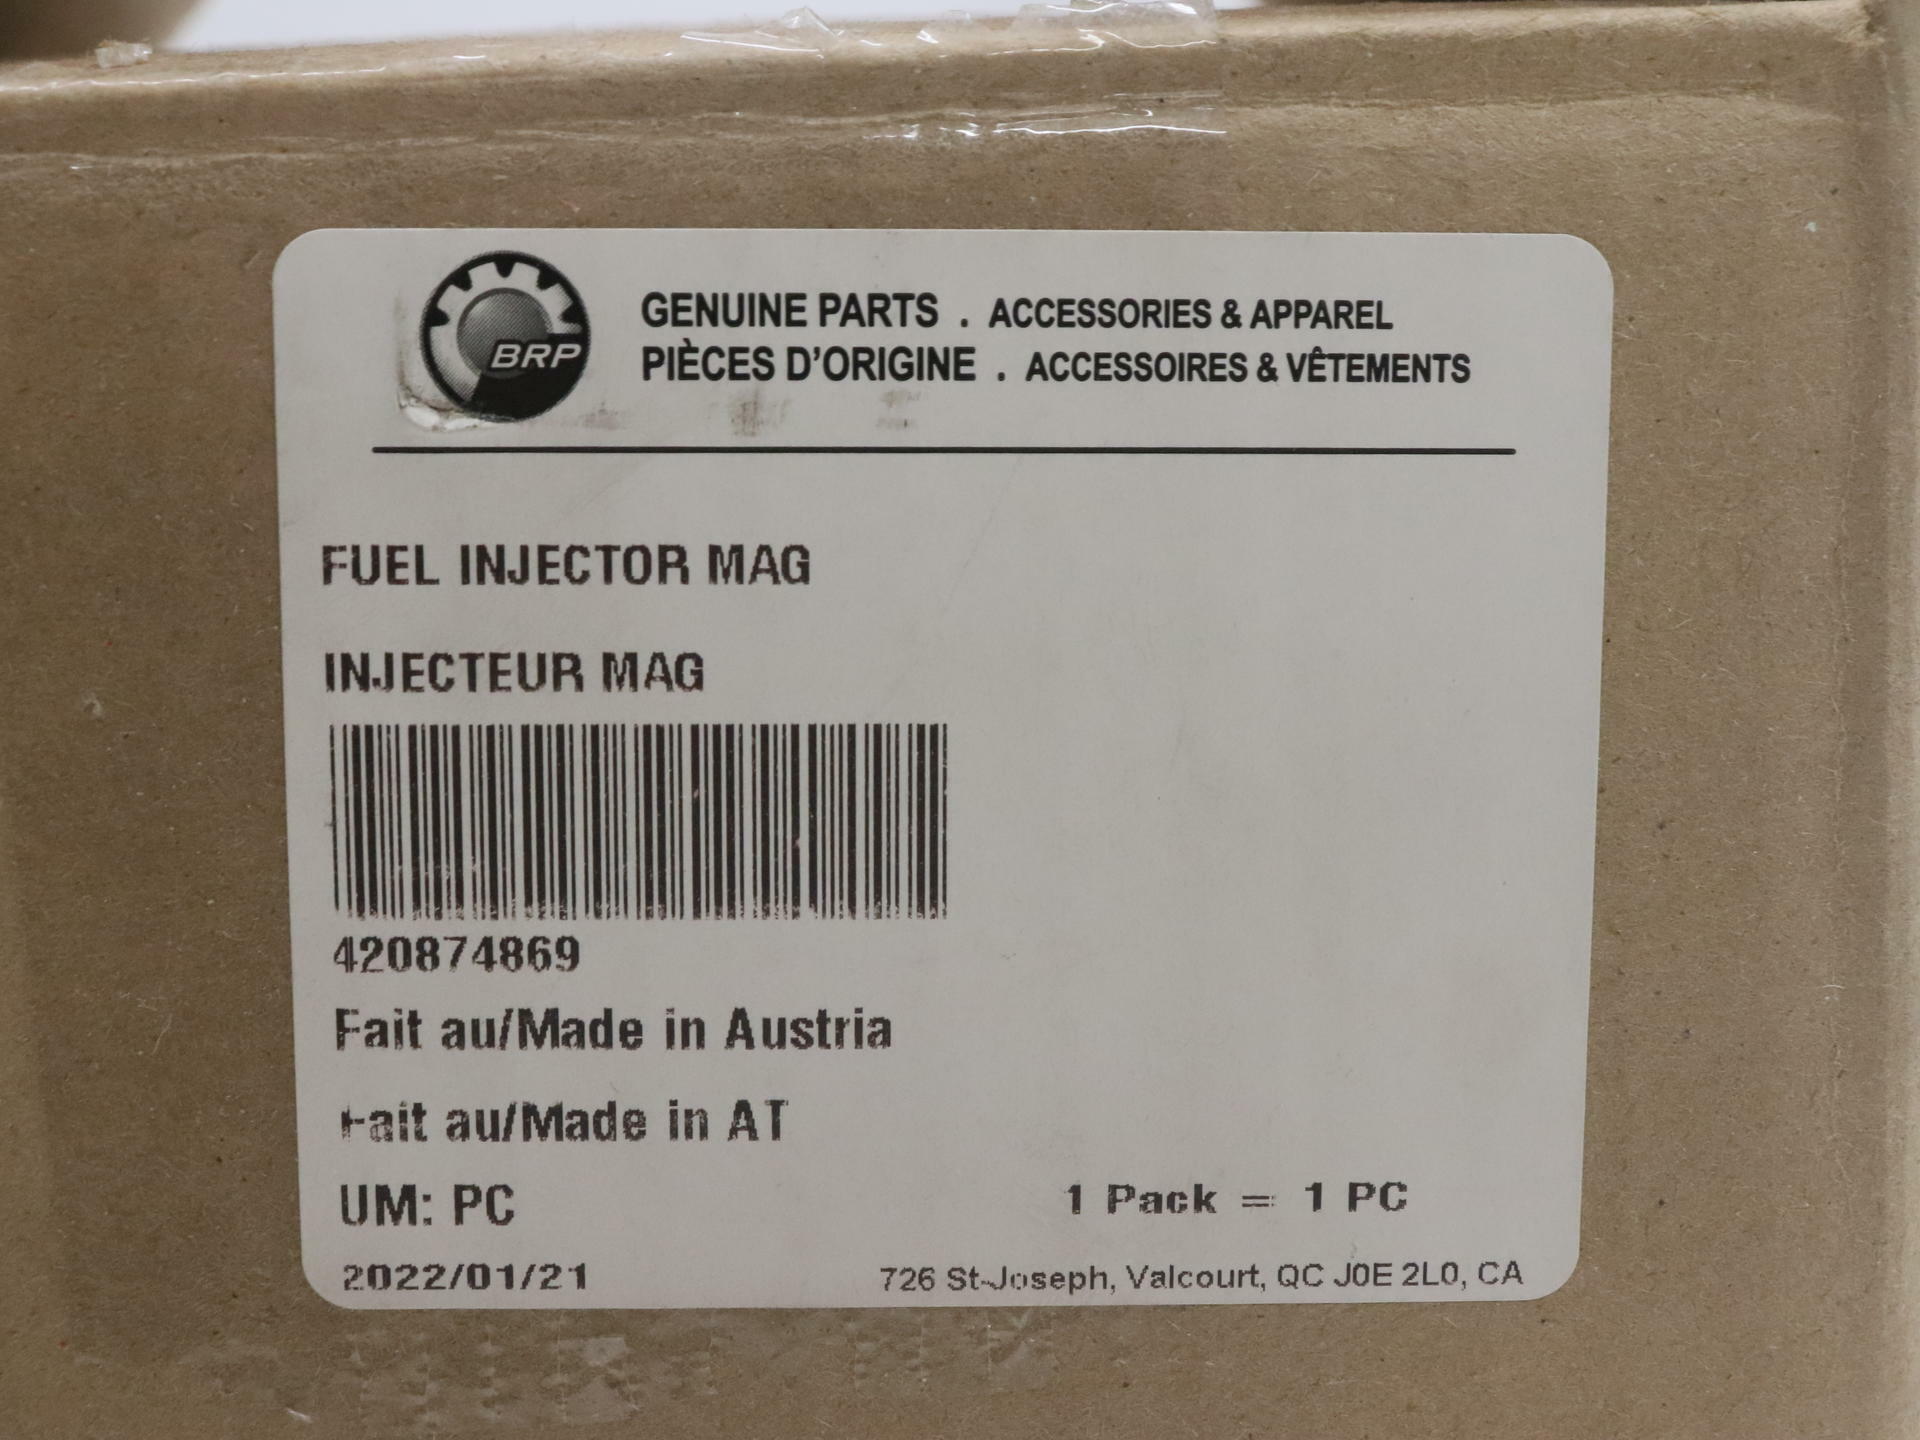 BRP
GENUINE PARTS . ACCESSORIES & APPAREL
PIÈCES D'ORIGINE . ACCESSOIRES & VÊTEMENTS
FUEL INJECTOR MAG
INJECTEUR MAG
420874869
Fait au/Made in Austria
Fait au/Made in AT
UM: PC
1 Pack = 1 PC
2022/01/21
726 St-Joseph, Valcourt, QC J0E 2L0, CA